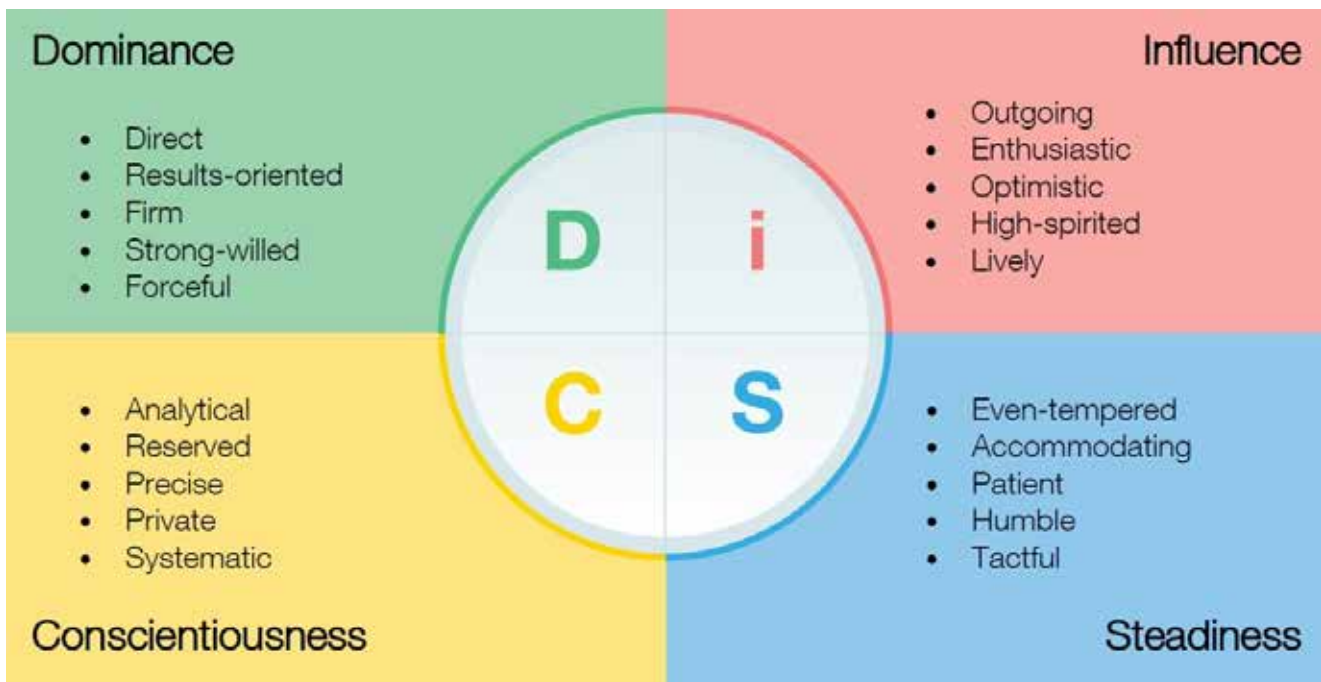 Dominance
• Direct
• Results-oriented
• Firm
• Strong-willed
• Forceful
Influence
• Outgoing
• Enthusiastic
• Optimistic
• High-spirited
• Lively
D
i
C
S
• Analytical
• Reserved
• Precise
• Private
• Systematic
Conscientiousness
• Even-tempered
• Accommodating
• Patient
• Humble
• Tactful
Steadiness